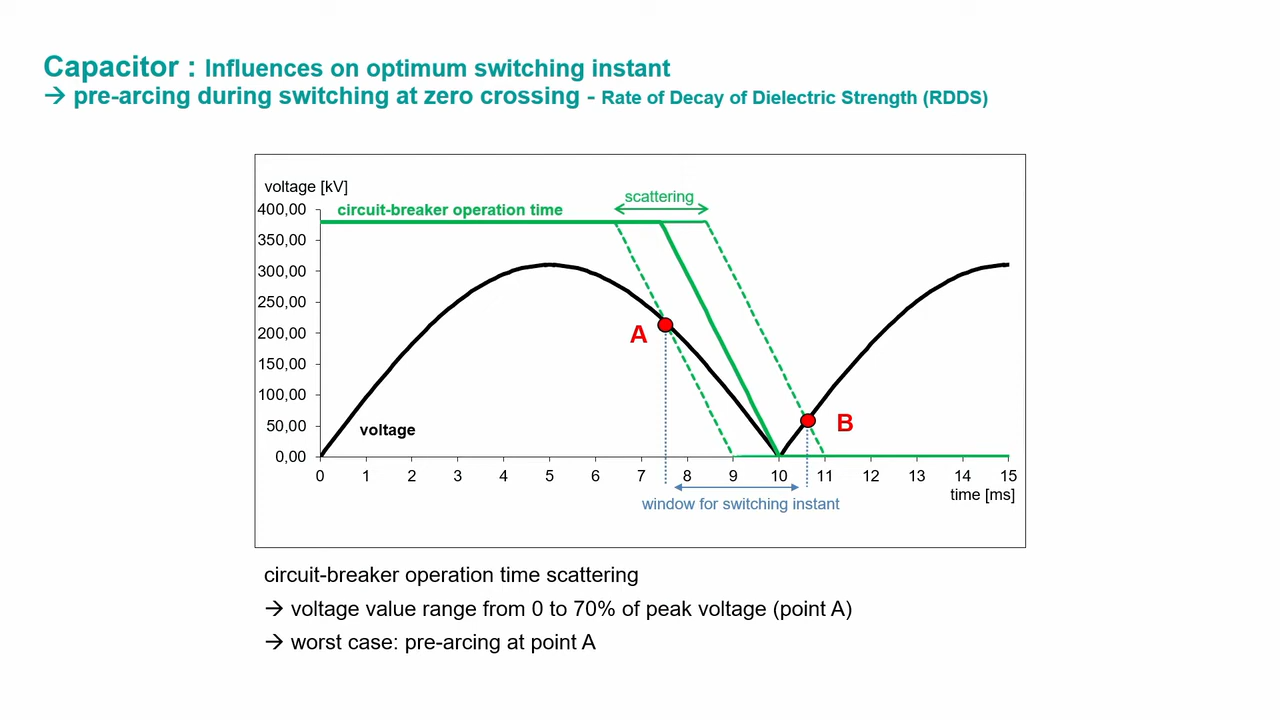 Capacitor : Influences on optimum switching instant
→ pre-arcing during switching at zero crossing - Rate of Decay of Dielectric Strength (RDDS)
voltage [kV]
scattering
circuit-breaker operation time
400,00
350,00
300,00
250,00
200,00
150,00
100,00
50,00
0,00
A
B
voltage
0 1 2 3 4 5 6 7 8 9 10 11 12 13 14 15
time [ms]
window for switching instant
circuit-breaker operation time scattering
→ voltage value range from 0 to 70% of peak voltage (point A)
→ worst case: pre-arcing at point A